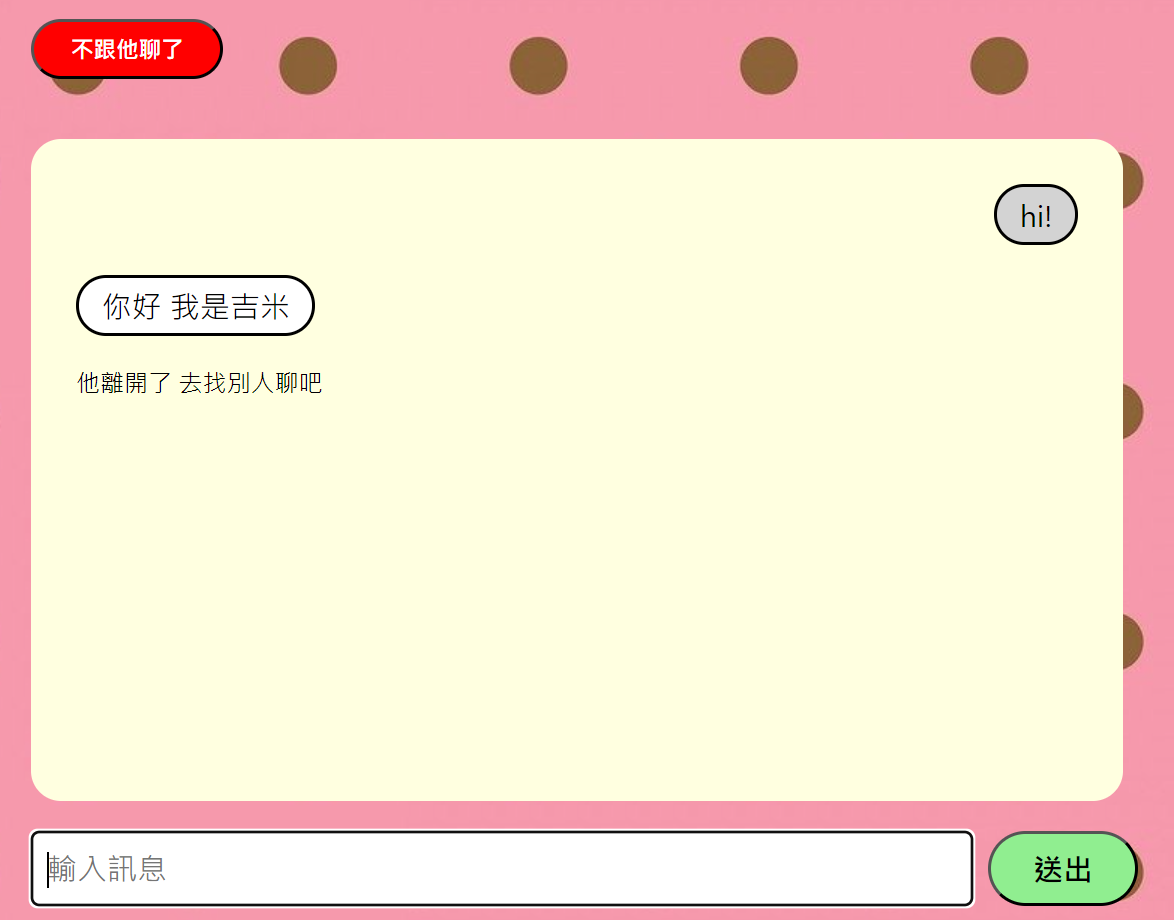 不跟他聊了
hi!
你好 我是吉米
他離開了 去找別人聊吧
輸入訊息
送出